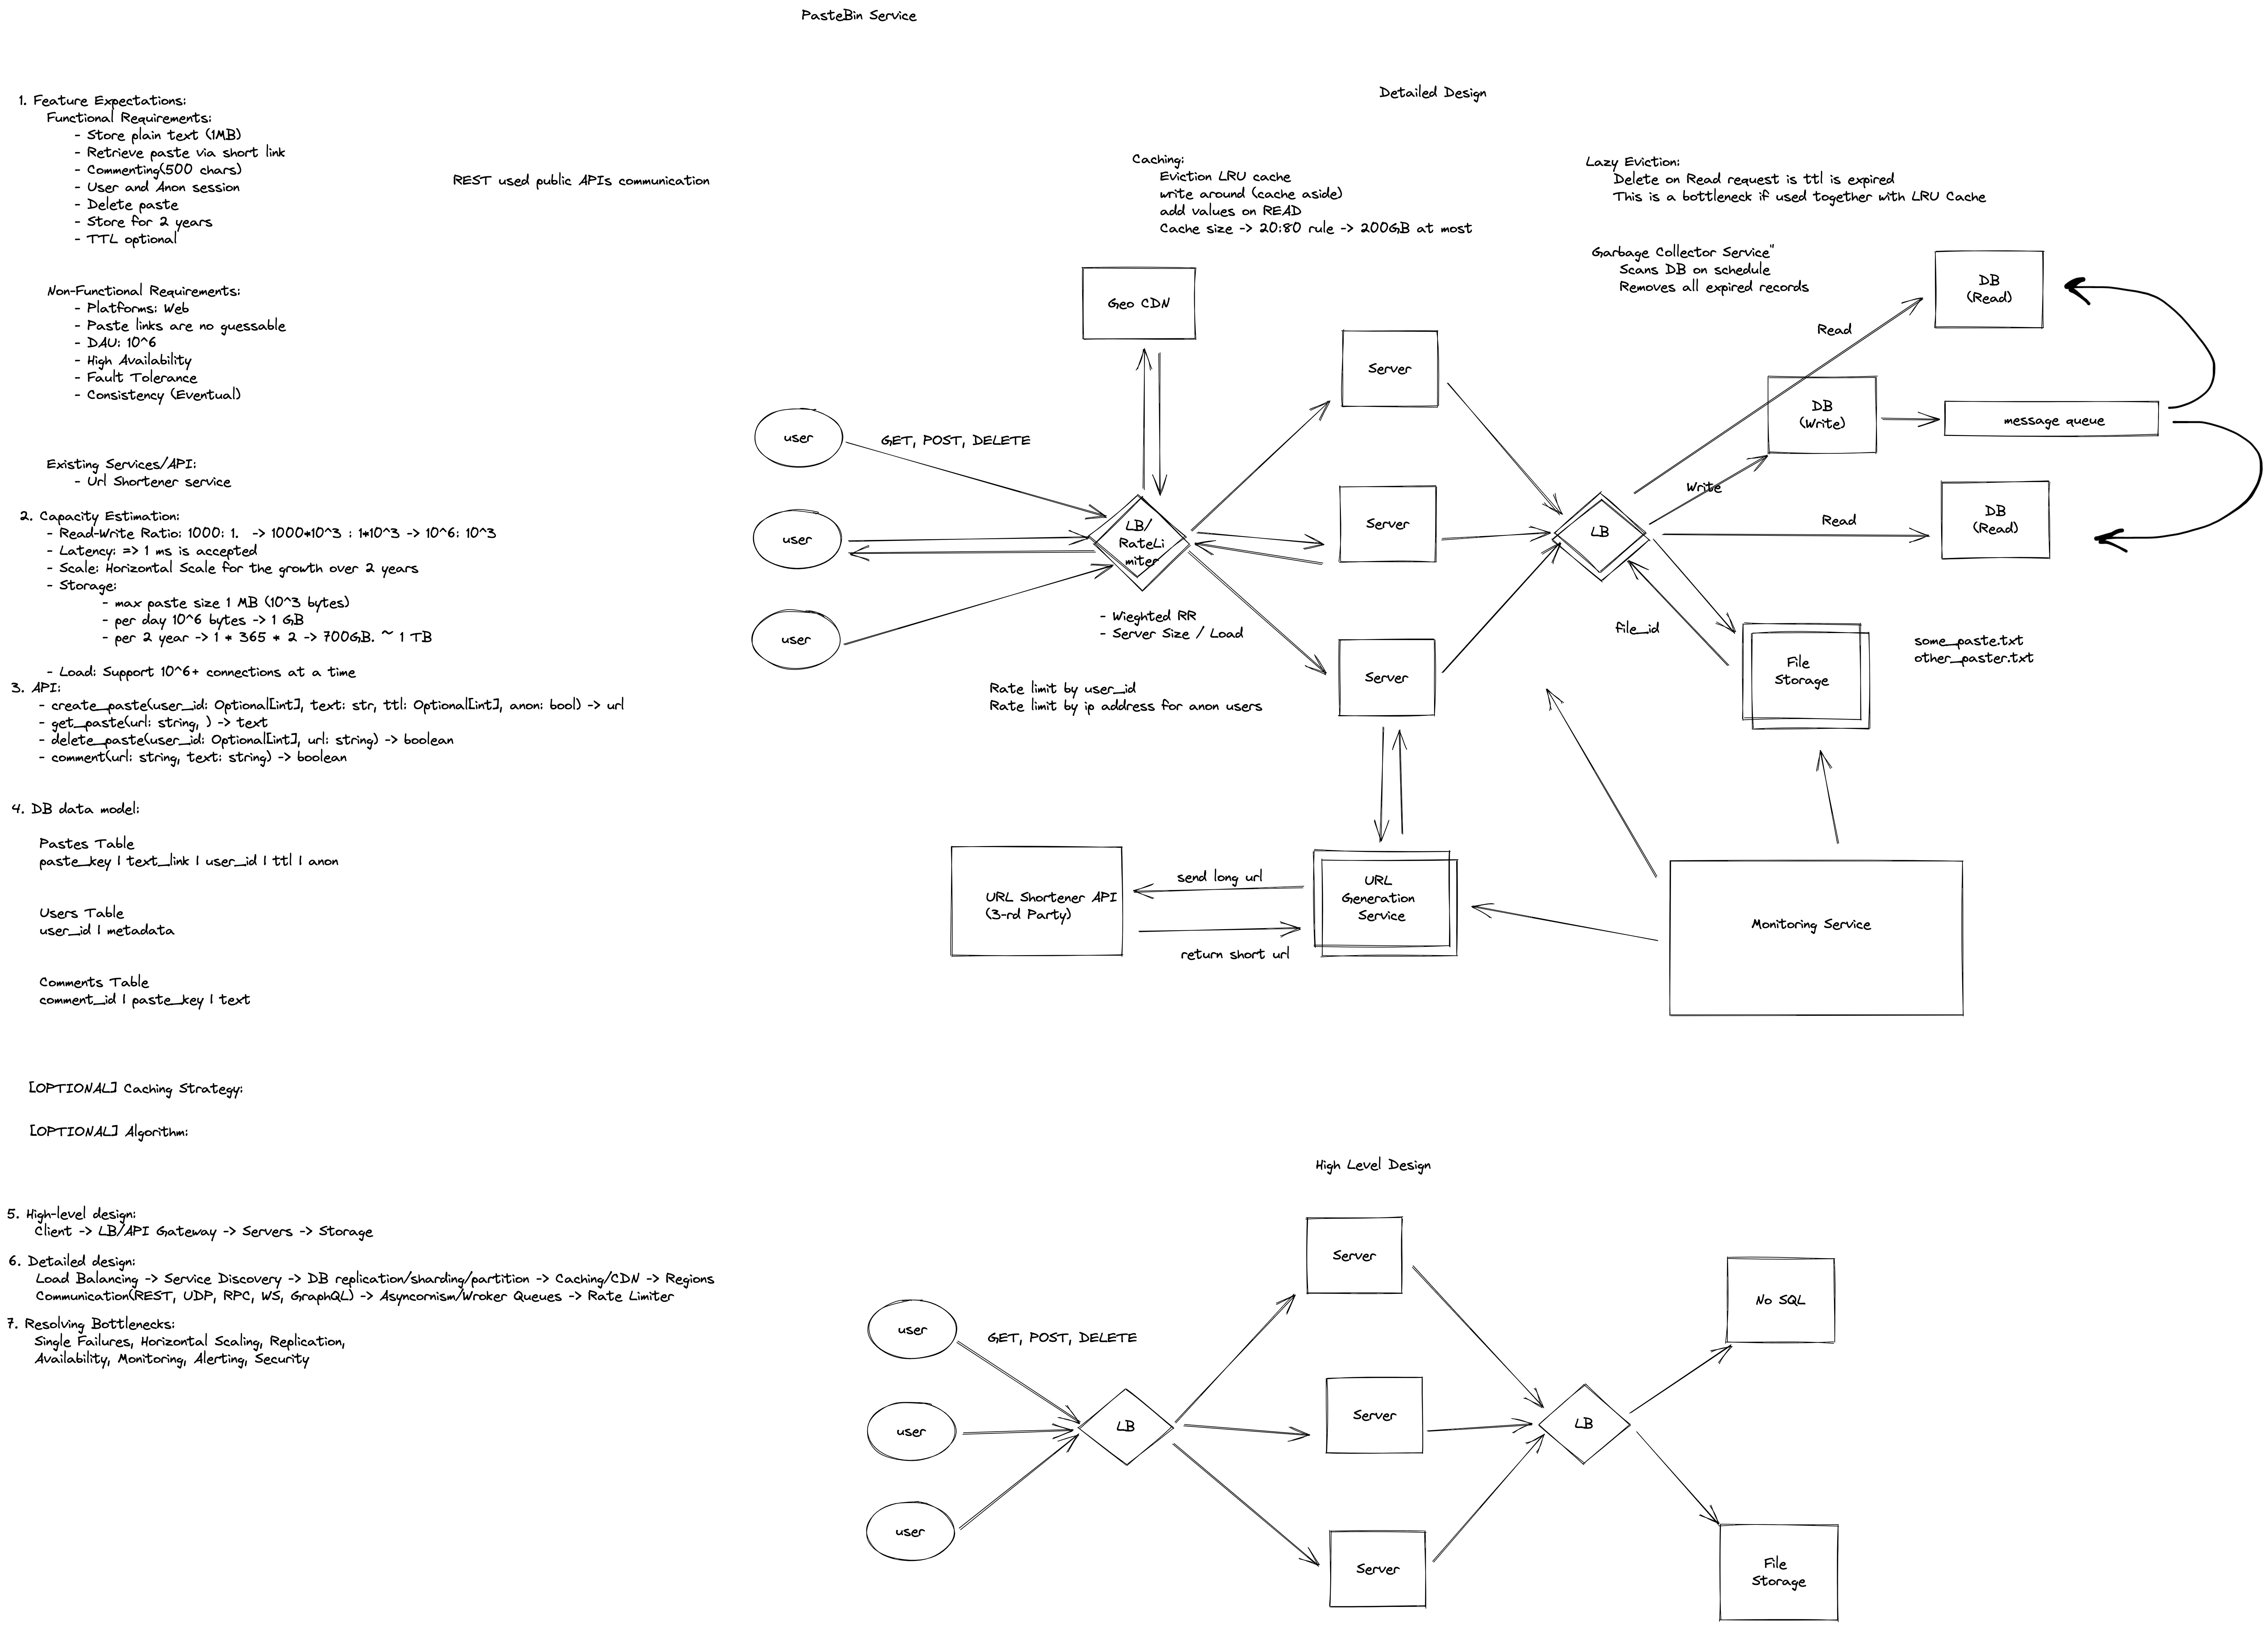 PasteBin Service
1. Feature Expectations:
Functional Requirements:
- Store plain text (1MB)
- Retrieve paste via short link
- Commenting(500 chars)
- User and Anon session
- Delete paste
- Store for 2 years
- TTL optional
Non-Functional Requirements:
- Platforms: Web
- Paste links are no guessable
- DAU: 10^6
- High Availability
- Fault Tolerance
- Consistency (Eventual)
Existing Services/API:
- Url Shortener service
2. Capacity Estimation:
- Read-Write Ratio: 1000: 1. -> 1000*10^3 : 1*10^3 -> 10^6: 10^3
- Latency: => 1 ms is accepted
- Scale: Horizontal Scale for the growth over 2 years
- Storage:
- max paste size 1 MB (10^3 bytes)
- per day 10^6 bytes -> 1 GB
- per 2 year -> 1 * 365 * 2 -> 700GB. ~ 1 TB
- Load: Support 10^6+ connections at a time
3. API:
- create_paste(user_id: Optional[int], text: str, ttl: Optional[int], anon: bool) -> url
- get_paste(url: string, ) -> text
- delete_paste(user_id: Optional[int], url: string) -> boolean
- comment(url: string, text: string) -> boolean
4. DB data model:
Pastes Table
paste_key | text_link | user_id | ttl | anon
Users Table
user_id | metadata
Comments Table
comment_id | paste_key | text
[OPTIONAL] Caching Strategy:
[OPTIONAL] Algorithm:
5. High-level design:
Client -> LB/API Gateway -> Servers -> Storage
6. Detailed design:
Load Balancing -> Service Discovery -> DB replication/sharding/partition -> Caching/CDN -> Regions
Communication(REST, UDP, RPC, WS, GraphQL) -> Asyncornism/Wroker Queues -> Rate Limiter
7. Resolving Bottlenecks:
Single Failures, Horizontal Scaling, Replication,
Availability, Monitoring, Alerting, Security
REST used public APIs communication
Detailed Design
Caching:
Eviction LRU cache
write around (cache aside)
add values on READ
Cache size -> 20:80 rule -> 200GB at most
Lazy Eviction:
Delete on Read request is ttl is expired
This is a bottleneck if used together with LRU Cache
Garbage Collector Service"
Scans DB on schedule
Removes all expired records
Geo CDN
user
user
user
GET, POST, DELETE
LB/
RateLi
miter
- Wieghted RR
- Server Size / Load
Rate limit by user_id
Rate limit by ip address for anon users
Server
Server
Server
LB
Read
Write
Read
DB
(Read)
DB
(Write)
message queue
DB
(Read)
file_id
File
Storage
some_paste.txt
other_paster.txt
URL Shortener API
(3-rd Party)
send long url
return short url
URL
Generation
Service
Monitoring Service
High Level Design
user
user
user
GET, POST, DELETE
LB
Server
Server
Server
LB
No SQL
File
Storage